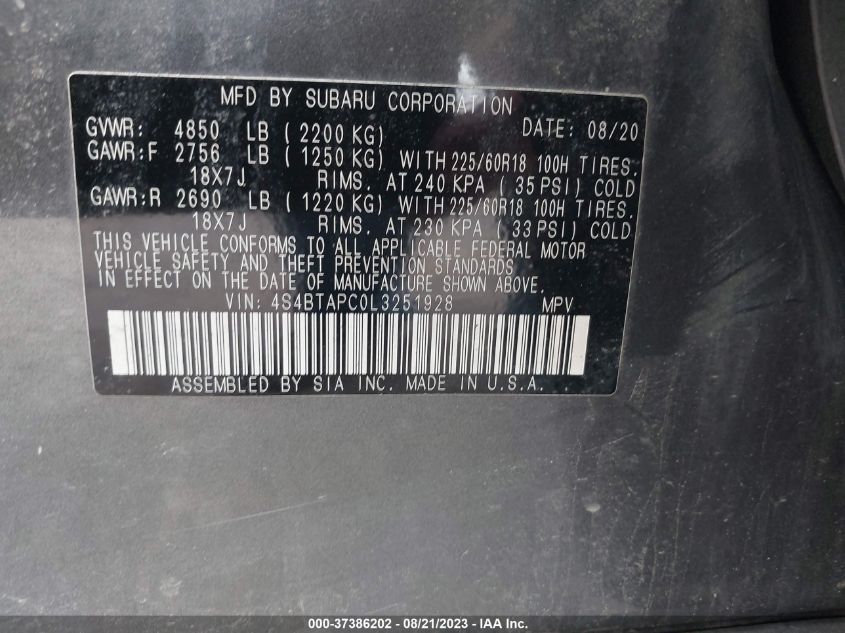 MFD BY SUBARU CORPORATION
GVWR: 4850 LB (2200 KG) DATE: 08/20
GAWR:F 2756 LB (1250 KG) WITH 225/60R18 100H TIRES.
18X7J RIMS. AT 240 KPA (35 PSI) COLD
GAWR:R 2690 LB (1220 KG) WITH 225/60R18 100H TIRES.
18X7J RIMS. AT 230 KPA (33 PSI) COLD
THIS VEHICLE CONFORMS TO ALL APPLICABLE FEDERAL MOTOR
VEHICLE SAFETY AND THEFT PREVENTION STANDARDS
IN EFFECT ON THE DATE OF MANUFACTURE SHOWN ABOVE.
VIN: 4S4BTAPC0L3251928 MPV
ASSEMBLED BY SIA INC. MADE IN U.S.A.
000-37386202 - 08/21/2023 - IAA Inc.